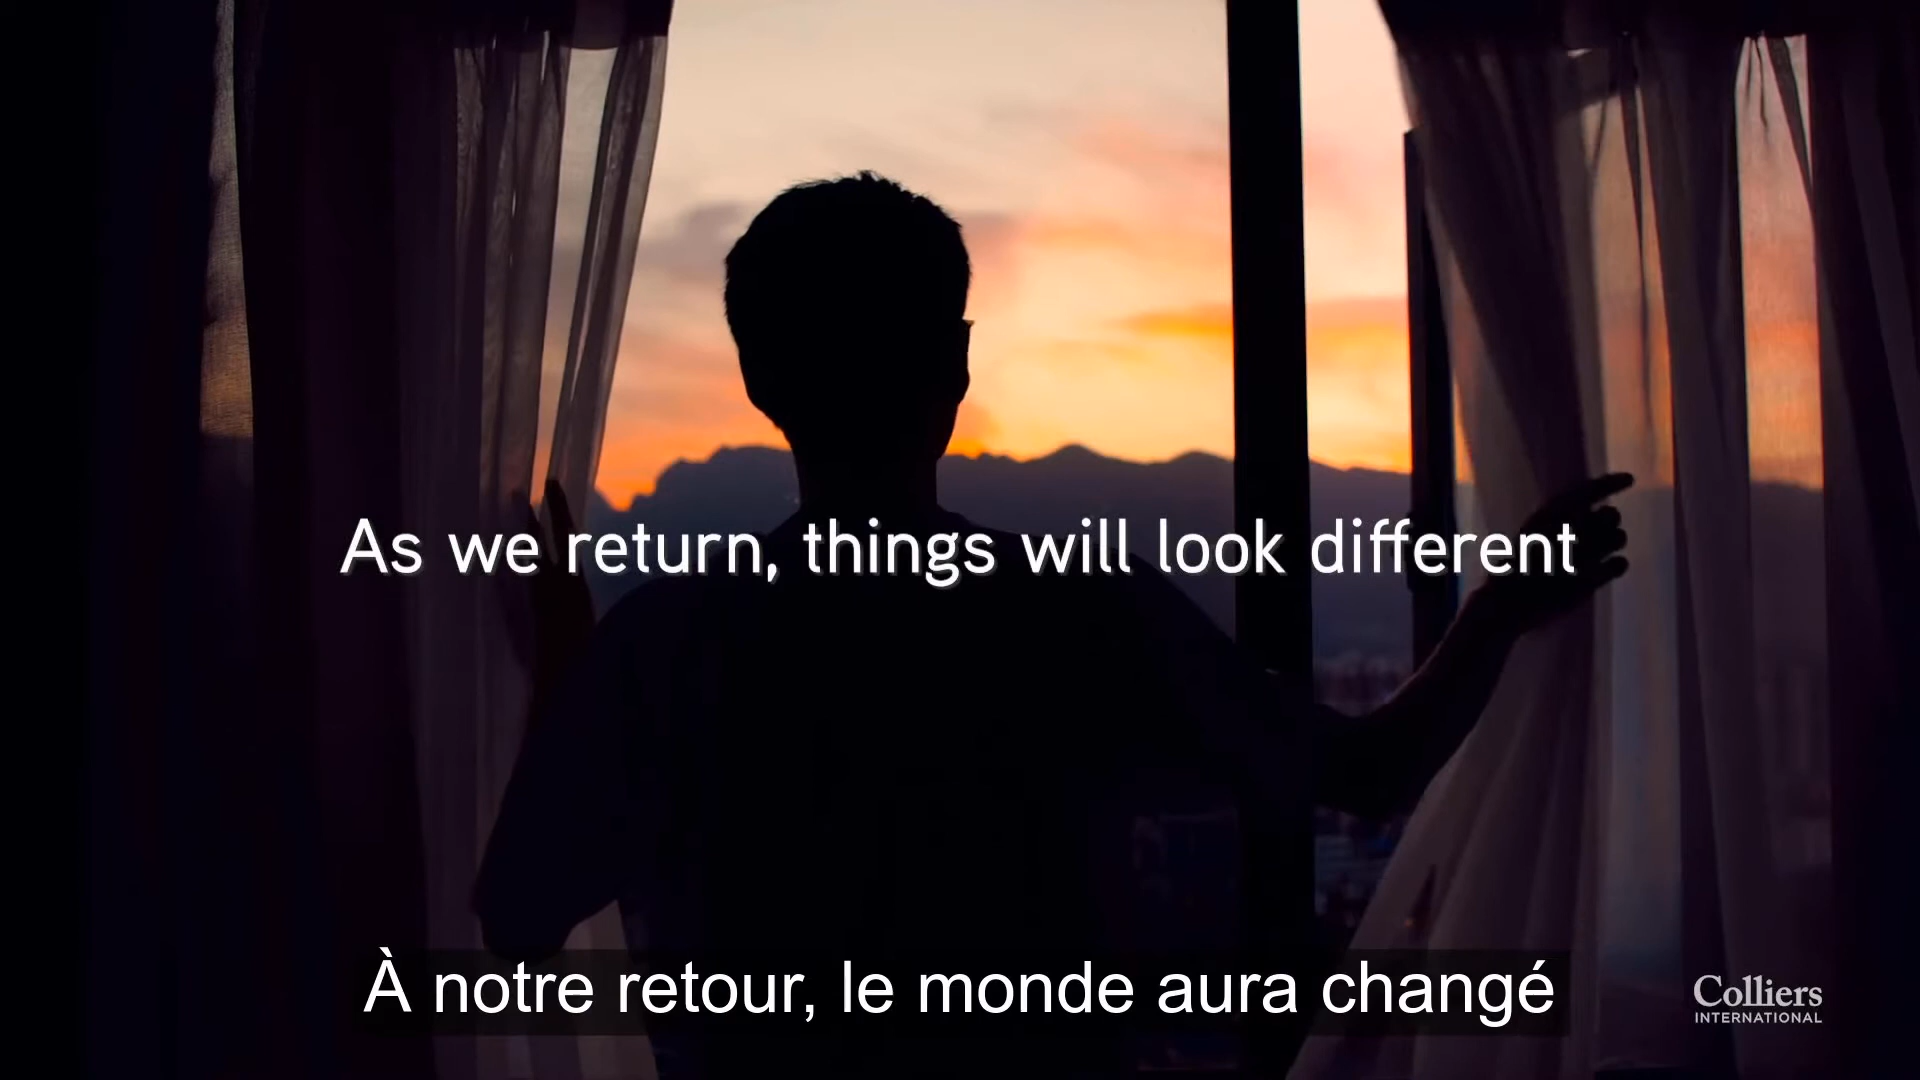 As we return, things will look different
À notre retour, le monde aura changé
Colliers
INTERNATIONAL